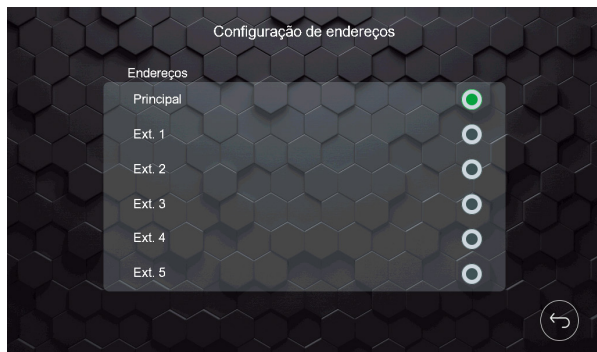 Configuração de endereços
Endereços
Principal
Ext. 1
Ext. 2
Ext. 3
Ext. 4
Ext. 5